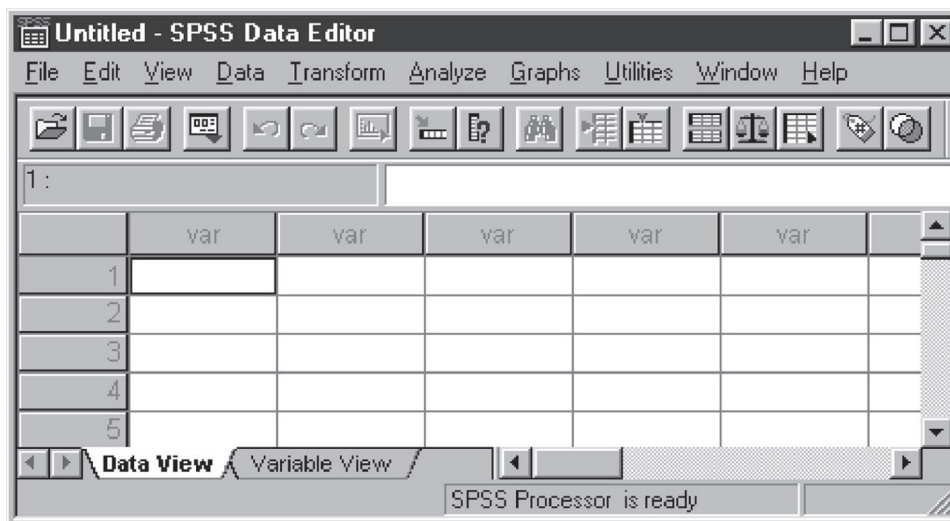 Untitled - SPSS Data Editor
File Edit View Data Transform Analyze Graphs Utilities Window Help
1 :
var var var var var
1
2
3
4
5
Data View Variable View
SPSS Processor is ready